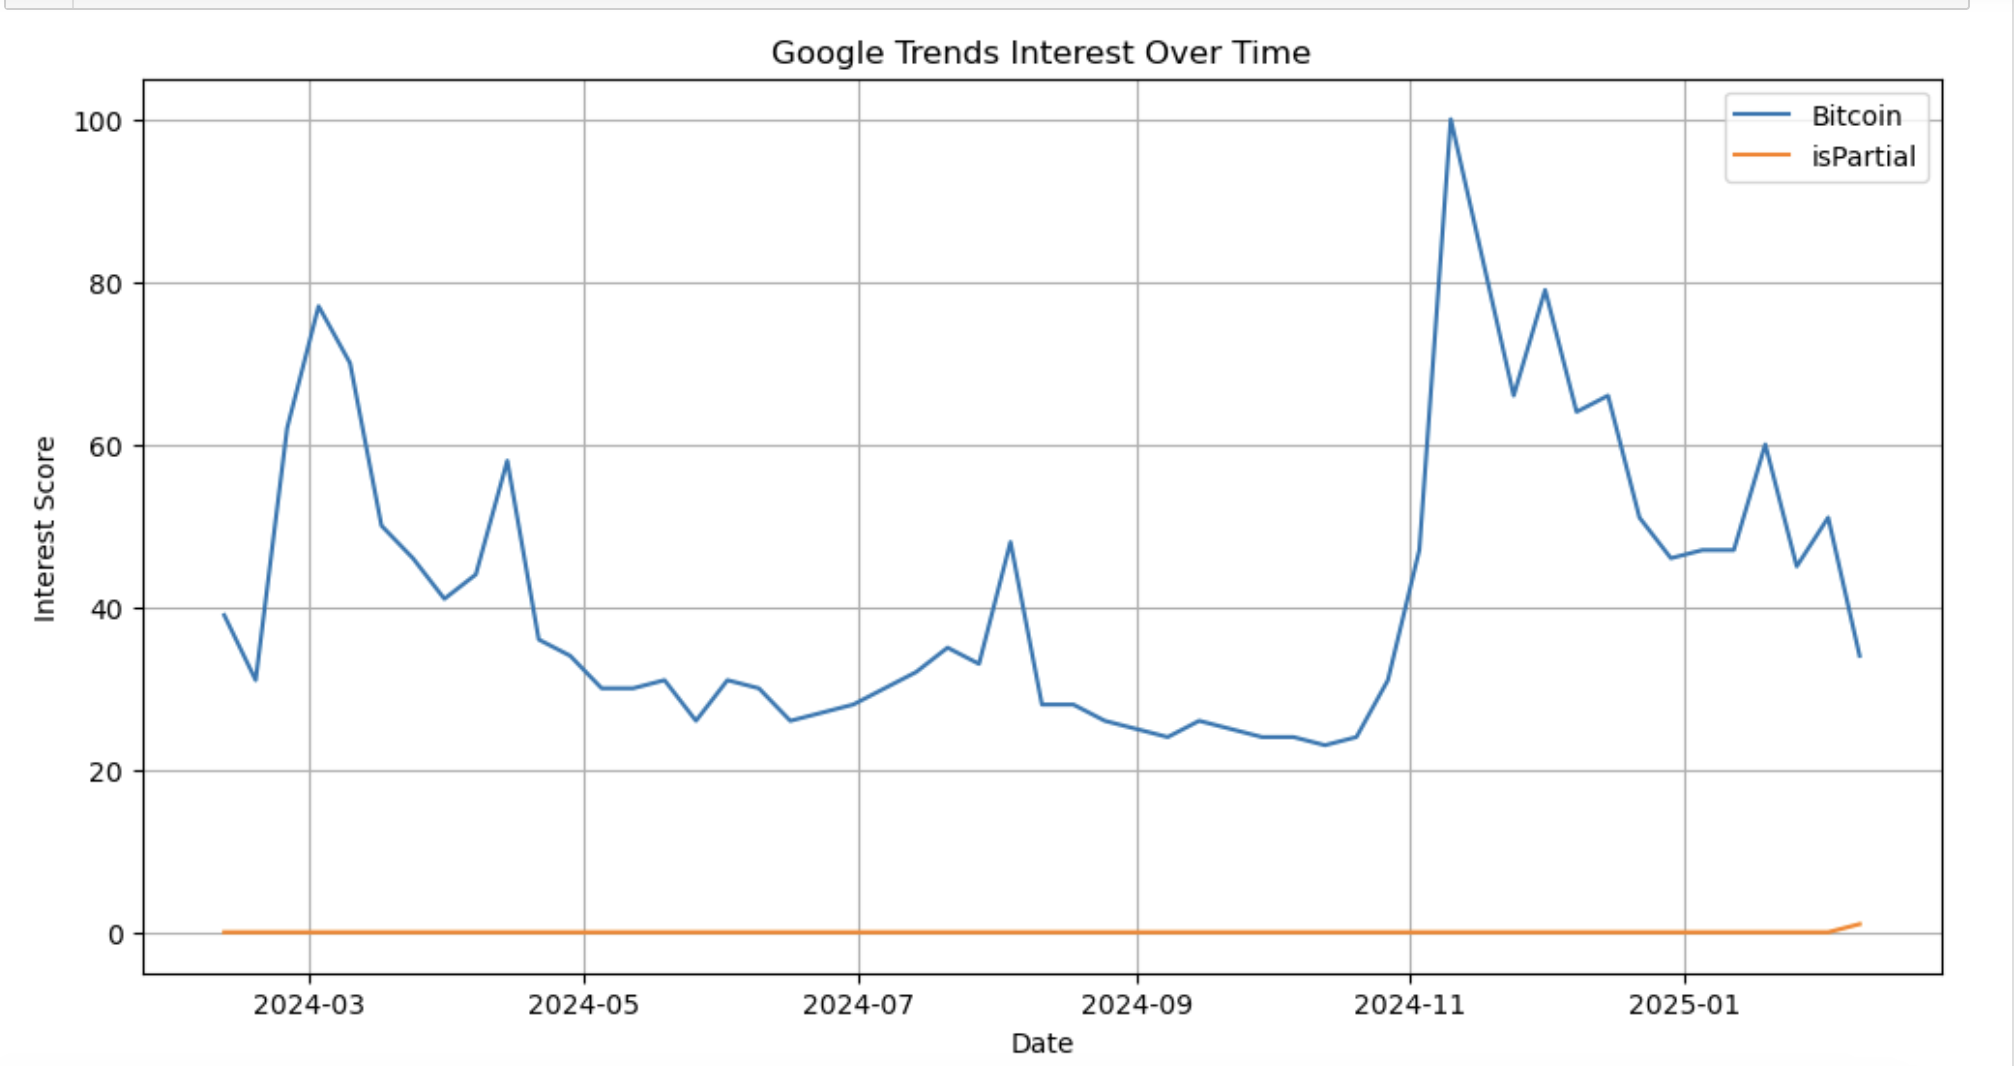 Google Trends Interest Over Time
Bitcoin
isPartial
100
80
60
40
20
0
Interest Score
2024-03
2024-05
2024-07
2024-09
2024-11
2025-01
Date